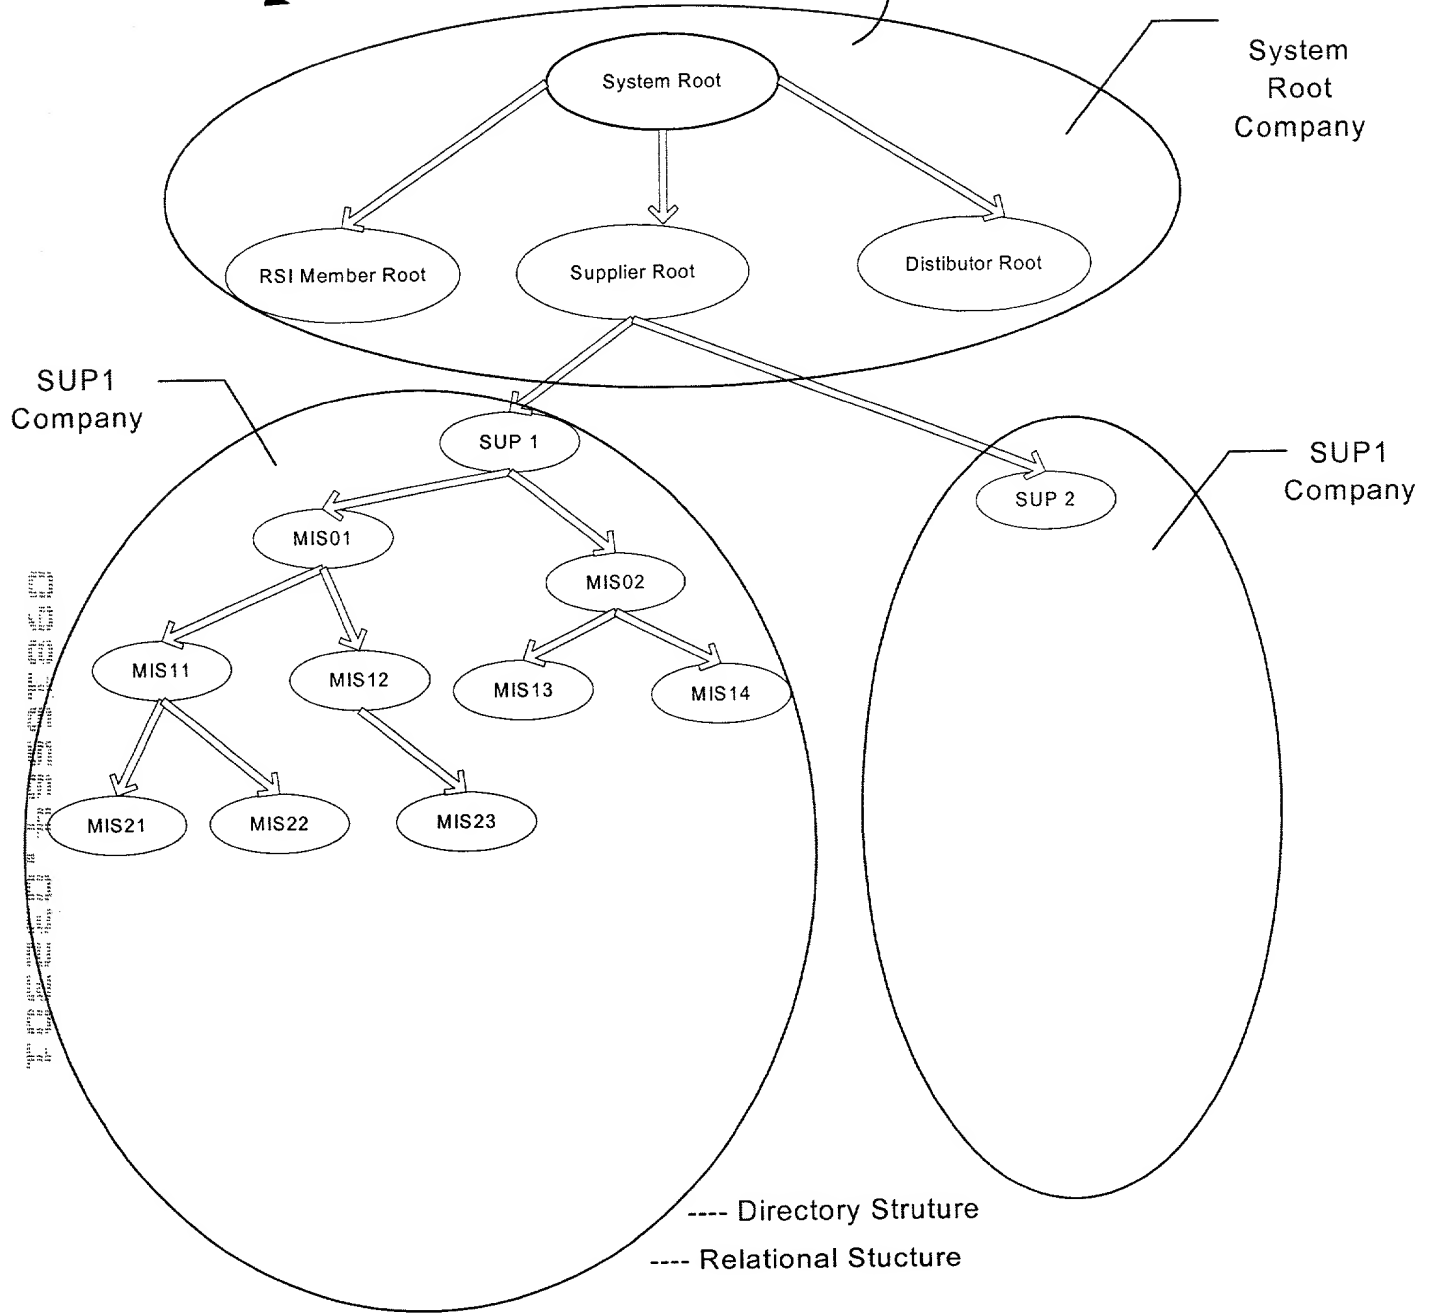 System Root
System
Root
Company
RSI Member Root
Supplier Root
Distibutor Root
SUP1
Company
SUP 1
SUP1
Company
SUP 2
MIS01
MIS02
MIS11
MIS12
MIS13
MIS14
MIS21
MIS22
MIS23
---- Directory Struture
---- Relational Stucture